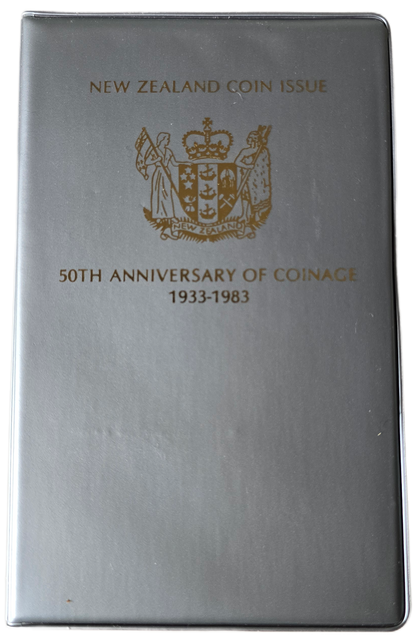 NEW ZEALAND COIN ISSUE
NEW ZEALAND
50TH ANNIVERSARY OF COINAGE
1933-1983